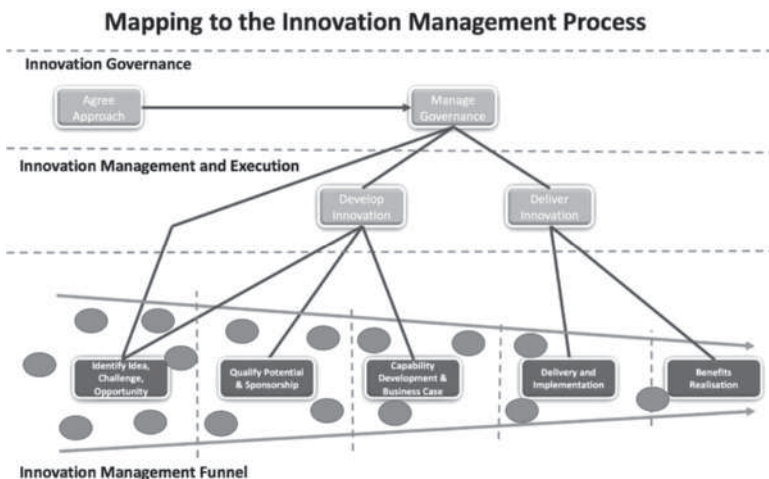 Mapping to the Innovation Management Process
Innovation Governance
Agree
Approach
Manage
Governance
Innovation Management and Execution
Develop
Innovation
Deliver
Innovation
Identify Idea,
Challenge,
Opportunity
Qualify Potential
& Sponsorship
Capability
Development &
Business Case
Delivery and
Implementation
Benefits
Realisation
Innovation Management Funnel